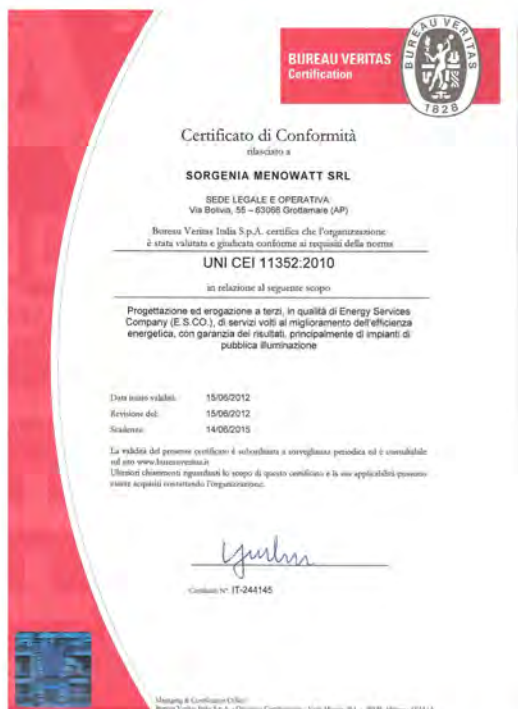 BUREAU VERITAS
Certification
BUREAU VERITAS
1828
Certificato di Conformità
rilasciato a
SORGENIA MENOWATT SRL
SEDE LEGALE E OPERATIVA
Via Bolivia, 55 – 63066 Grottamare (AP)
Bureau Veritas Italia S.p.A. certifica che l'organizzazione
è stata valutata e giudicata conforme ai requisiti della norma
UNI CEI 11352:2010
in relazione al seguente scopo
Progettazione ed erogazione a terzi, in qualità di Energy Services
Company (E.S.CO.), di servizi volti al miglioramento dell'efficienza
energetica, con garanzia dei risultati, principalmente di impianti di
pubblica illuminazione
Data inizio validità: 15/06/2012
Revisione del: 15/06/2012
Scadenza: 14/06/2015
La validità del presente certificato è subordinata a sorveglianza periodica ed è consultabile
sul sito www.bureauveritas.it
Ulteriori chiarimenti riguardanti lo scopo di questo certificato e la sua applicabilità possono
essere acquisiti contattando l'organizzazione.
Certificato N°: IT-244145
Managing & Certification Office:
Bureau Veritas Italia S.p.A.